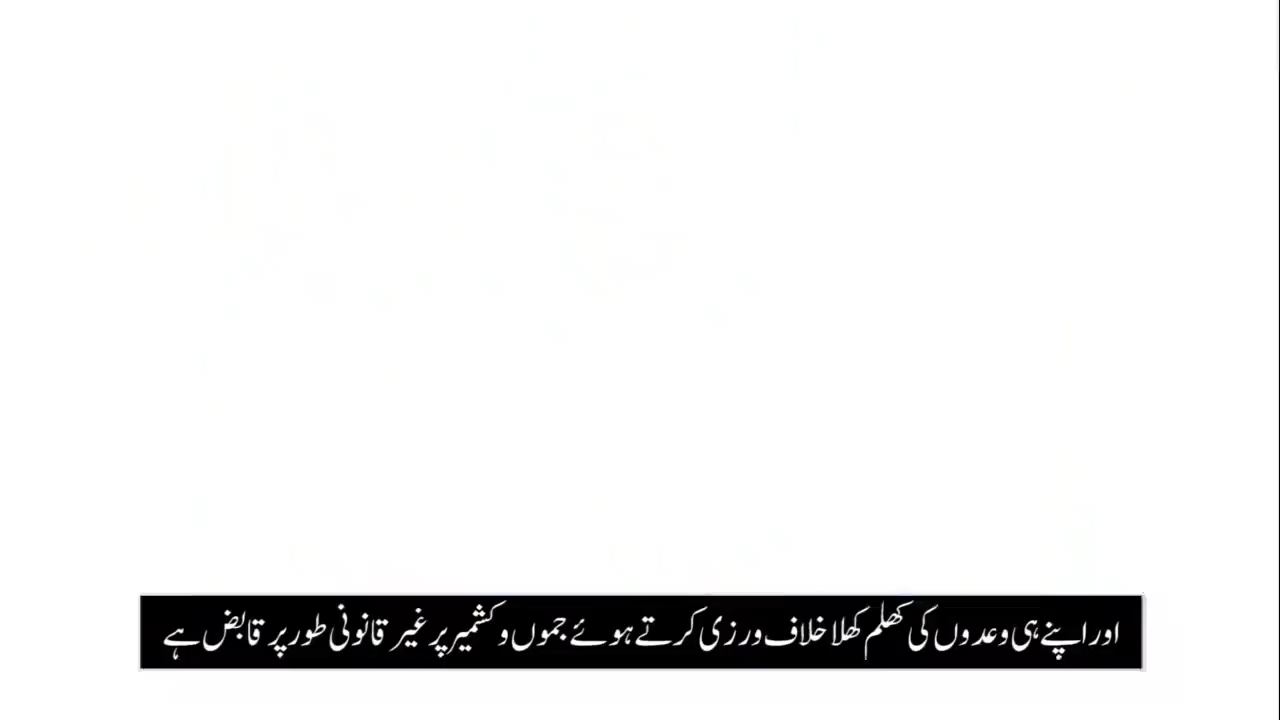 اور اپنے ہی وعدوں کی کھلم کھلا خلاف ورزی کرتے ہوئے جموں و کشمیر پر غیر قانونی طور پر قابض ہے